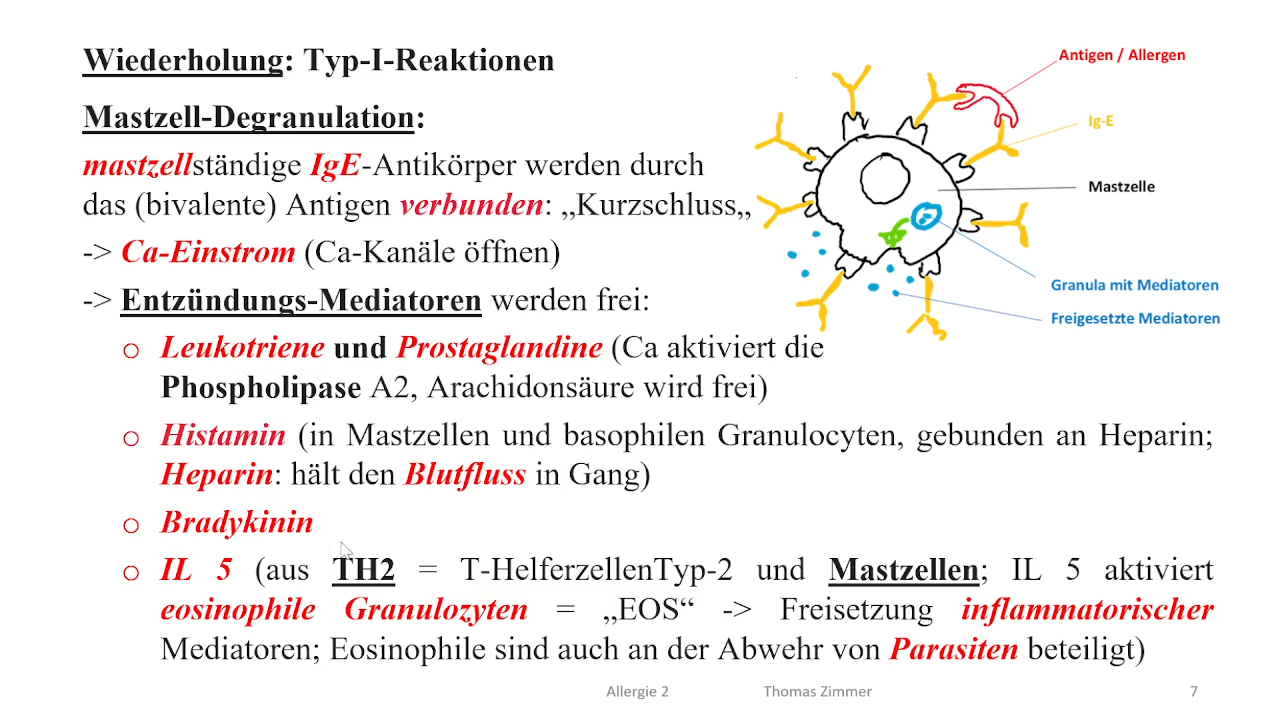 Wiederholung: Typ-I-Reaktionen
Mastzell-Degranulation:
mastzellständige IgE-Antikörper werden durch
das (bivalente) Antigen verbunden: „Kurzschluss„
-> Ca-Einstrom (Ca-Kanäle öffnen)
-> Entzündungs-Mediatoren werden frei:
o Leukotriene und Prostaglandine (Ca aktiviert die
Phospholipase A2, Arachidonsäure wird frei)
o Histamin (in Mastzellen und basophilen Granulocyten, gebunden an Heparin;
Heparin: hält den Blutfluss in Gang)
o Bradykinin
o IL 5 (aus TH2 = T-HelferzellenTyp-2 und Mastzellen; IL 5 aktiviert
eosinophile Granulozyten = „EOS“ -> Freisetzung inflammatorischer
Mediatoren; Eosinophile sind auch an der Abwehr von Parasiten beteiligt)
Antigen / Allergen
Ig-E
Mastzelle
Granula mit Mediatoren
Freigesetzte Mediatoren
Allergie 2 Thomas Zimmer 7